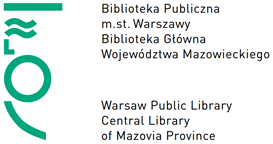 Biblioteka Publiczna
m.st. Warszawy
Biblioteka Główna
Województwa Mazowieckiego
Warsaw Public Library
Central Library
of Mazovia Province